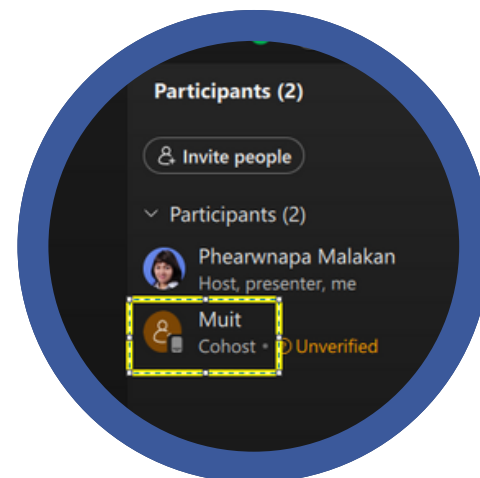 Participants (2)
Invite people
Participants (2)
Phearwnapa Malakan
Host, presenter, me
Muit
Cohost • Unverified